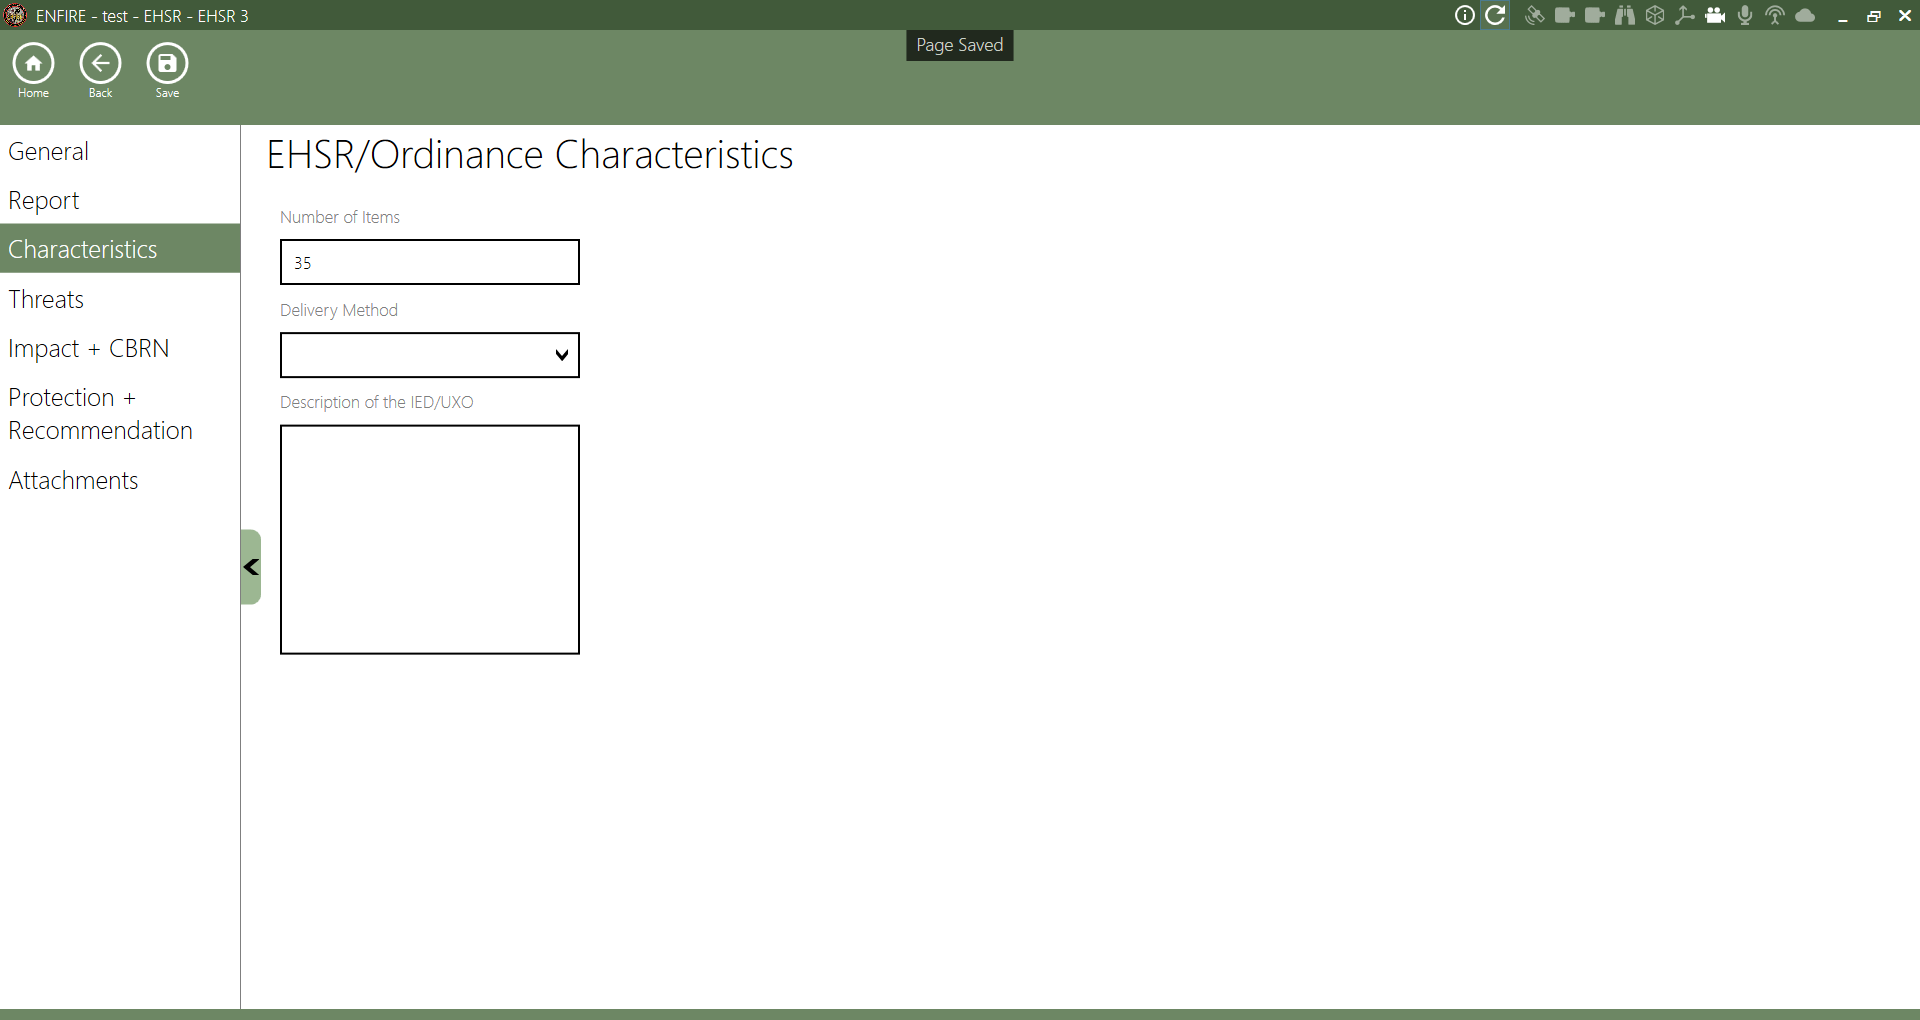 ENFIRE - test - EHSR - EHSR 3
Page Saved
Home Back Save
General
Report
Characteristics
Threats
Impact + CBRN
Protection +
Recommendation
Attachments
EHSR/Ordinance Characteristics
Number of Items
35
Delivery Method
Description of the IED/UXO